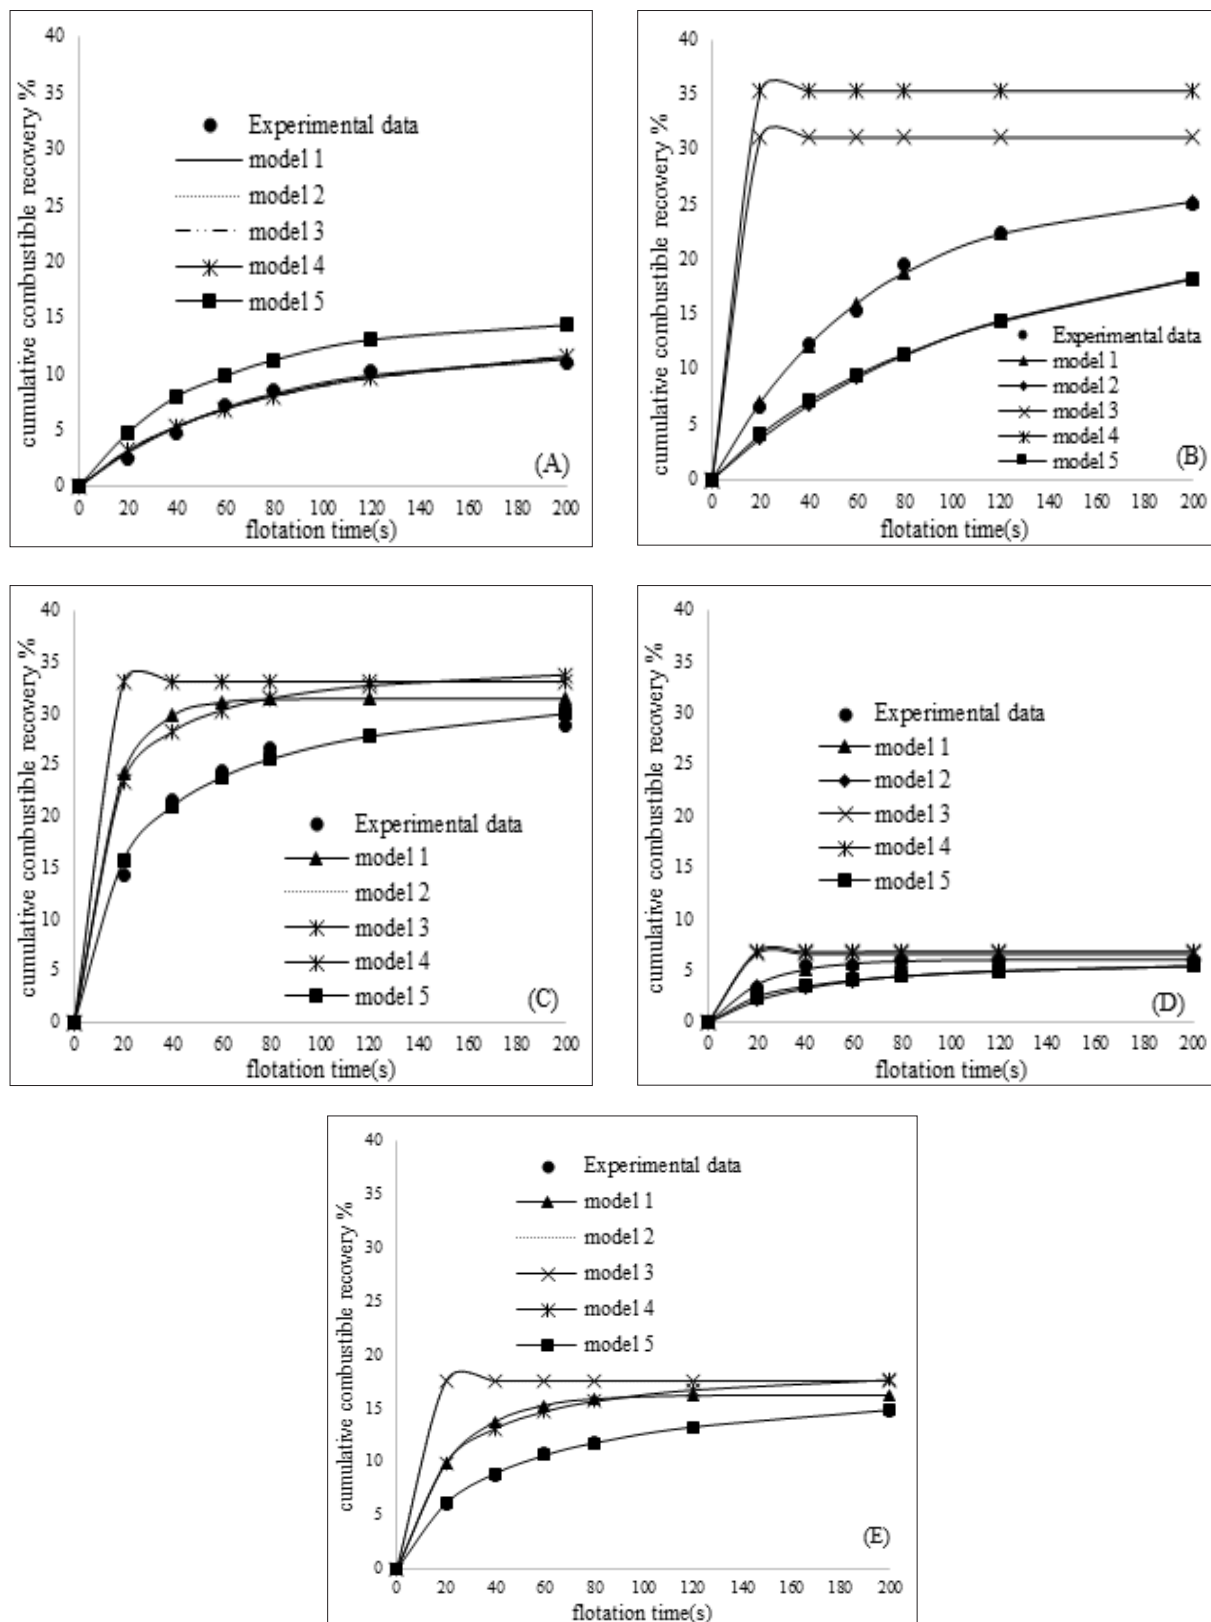 cumulative combustible recovery %
40
35
30
25
20
15
10
5
0
Experimental data
model 1
model 2
model 3
model 4
model 5
(A)
0 20 40 60 80 100 120 140 160 180 200
flotation time(s)
cumulative combustible recovery %
40
35
30
25
20
15
10
5
0
Experimental data
model 1
model 2
model 3
model 4
model 5
(B)
0 20 40 60 80 100 120 140 160 180 200
flotation time(s)
cumulative combustible recovery %
40
35
30
25
20
15
10
5
0
Experimental data
model 1
model 2
model 3
model 4
model 5
(C)
0 20 40 60 80 100 120 140 160 180 200
flotation time(s)
cumulative combustible recovery %
40
35
30
25
20
15
10
5
0
Experimental data
model 1
model 2
model 3
model 4
model 5
(D)
0 20 40 60 80 100 120 140 160 180 200
flotation time(s)
cumulative combustible recovery %
40
35
30
25
20
15
10
5
0
Experimental data
model 1
model 2
model 3
model 4
model 5
(E)
0 20 40 60 80 100 120 140 160 180 200
flotation time(s)